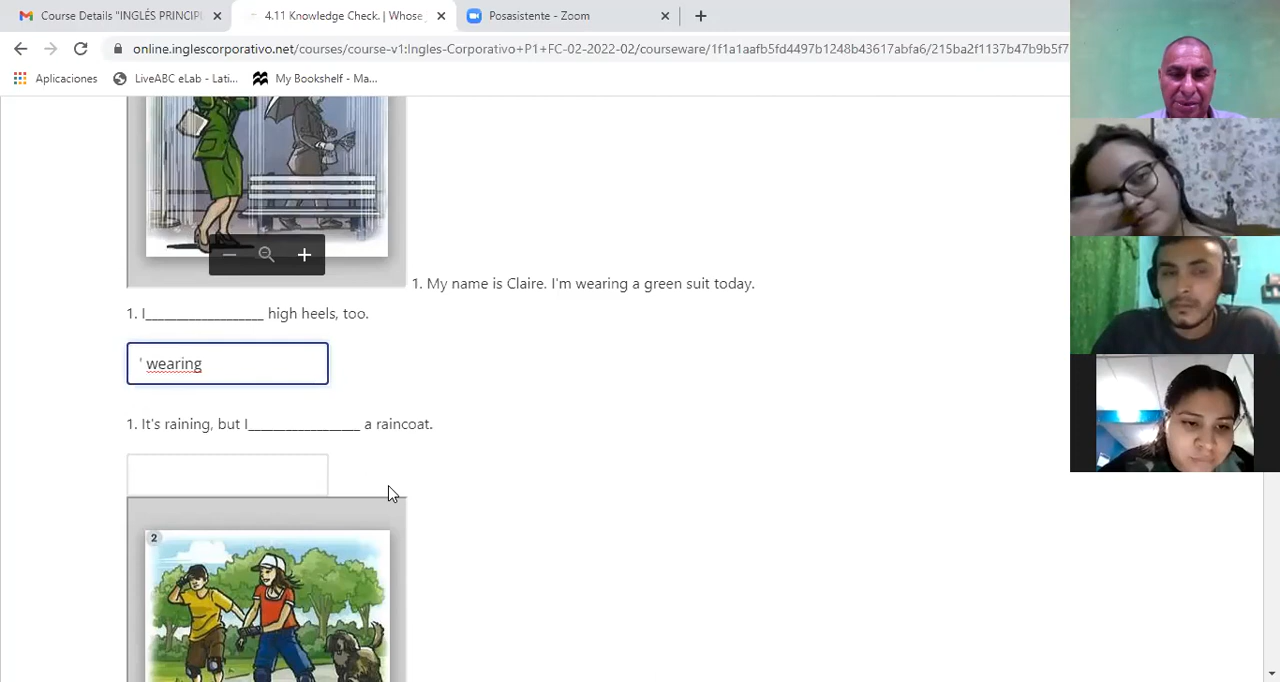 Course Details "INGLÉS PRINCIPI
4.11 Knowledge Check. | Whose
Posasistente - Zoom
online.inglescorporativo.net/courses/course-v1:Ingles-Corporativo+P1+FC-02-2022-02/courseware/1f1a1aafb5fd4497b1248b43617abfa6/215ba2f1137b47b9b5f7
Aplicaciones
LiveABC eLab - Lati...
My Bookshelf - Ma...
1. My name is Claire. I'm wearing a green suit today.
1. I__________________ high heels, too.
' wearing
1. It's raining, but I__________________ a raincoat.
2